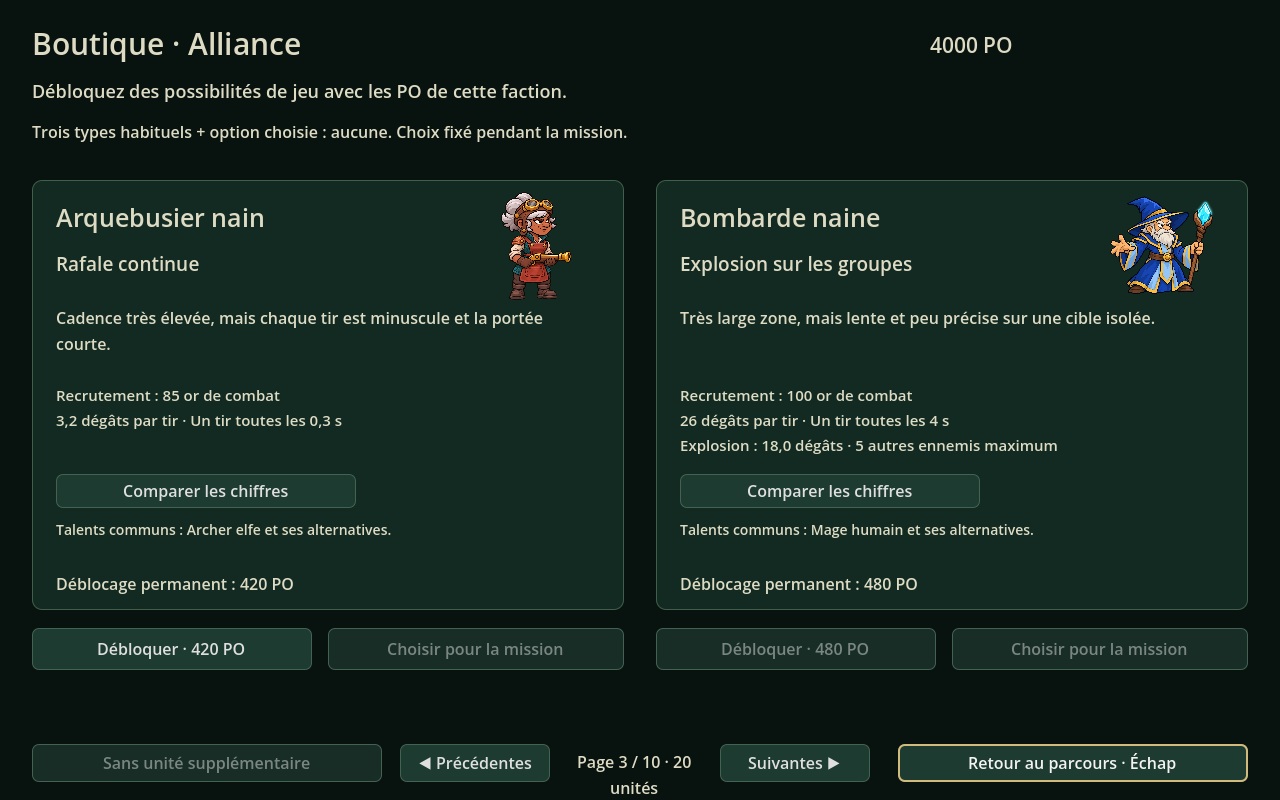 Boutique · Alliance
4000 PO
Débloquez des possibilités de jeu avec les PO de cette faction.
Trois types habituels + option choisie : aucune. Choix fixé pendant la mission.
Arquebusier nain
Rafale continue
Cadence très élevée, mais chaque tir est minuscule et la portée
courte.
Recrutement : 85 or de combat
3,2 dégâts par tir · Un tir toutes les 0,3 s
Comparer les chiffres
Talents communs : Archer elfe et ses alternatives.
Déblocage permanent : 420 PO
Débloquer · 420 PO
Choisir pour la mission
Bombarde naine
Explosion sur les groupes
Très large zone, mais lente et peu précise sur une cible isolée.
Recrutement : 100 or de combat
26 dégâts par tir · Un tir toutes les 4 s
Explosion : 18,0 dégâts · 5 autres ennemis maximum
Comparer les chiffres
Talents communs : Mage humain et ses alternatives.
Déblocage permanent : 480 PO
Débloquer · 480 PO
Choisir pour la mission
Sans unité supplémentaire
◀ Précédentes
Page 3 / 10 · 20
unités
Suivantes ▶
Retour au parcours · Échap